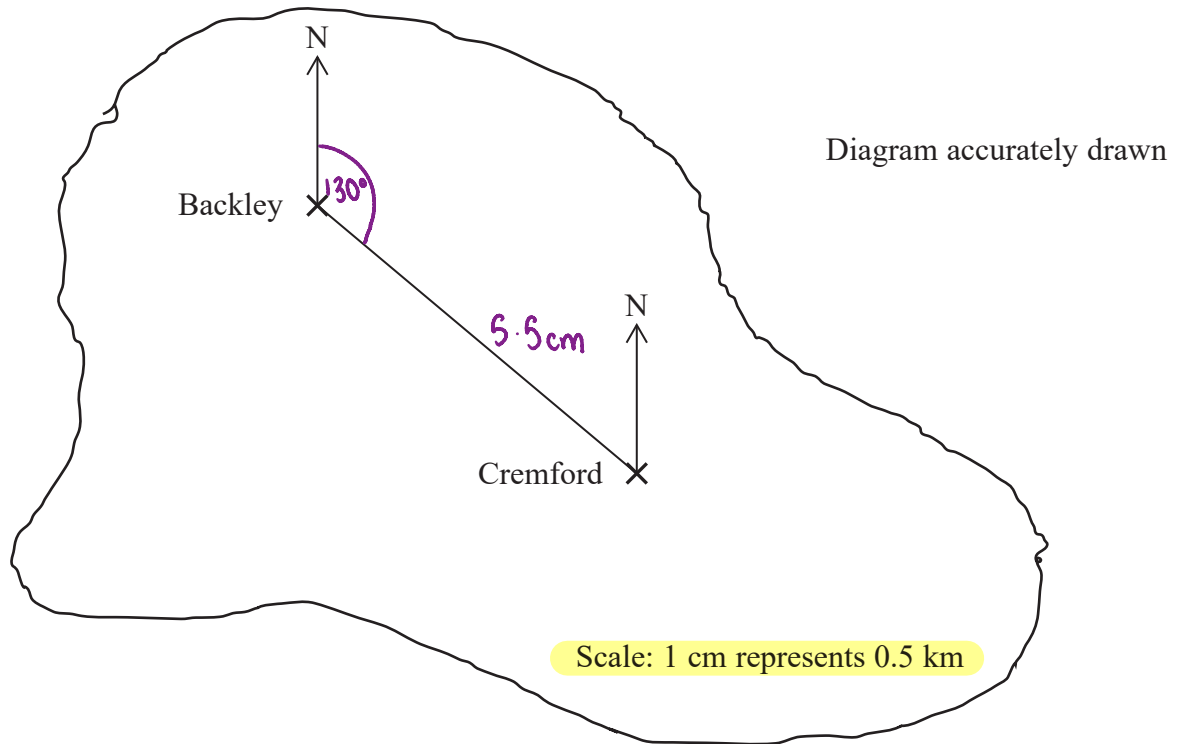 N
Diagram accurately drawn
130°
Backley
N
5.5cm
Cremford
Scale: 1 cm represents 0.5 km